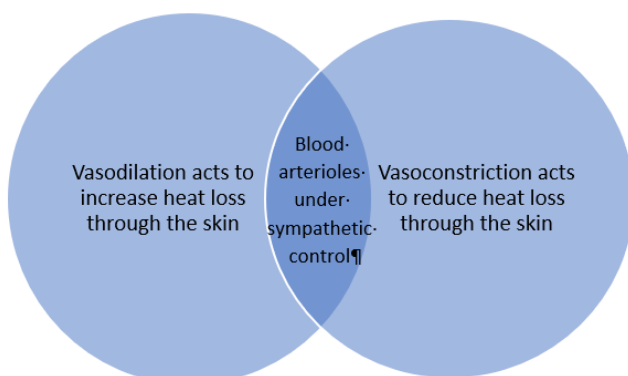 Vasodilation acts to
increase heat loss
through the skin
Blood·
arterioles·
under·
sympathetic·
control¶
Vasoconstriction acts
to reduce heat loss
through the skin